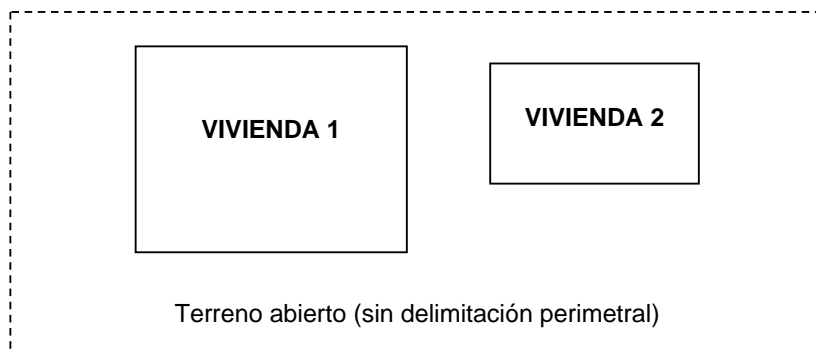 VIVIENDA 1
VIVIENDA 2
Terreno abierto (sin delimitación perimetral)